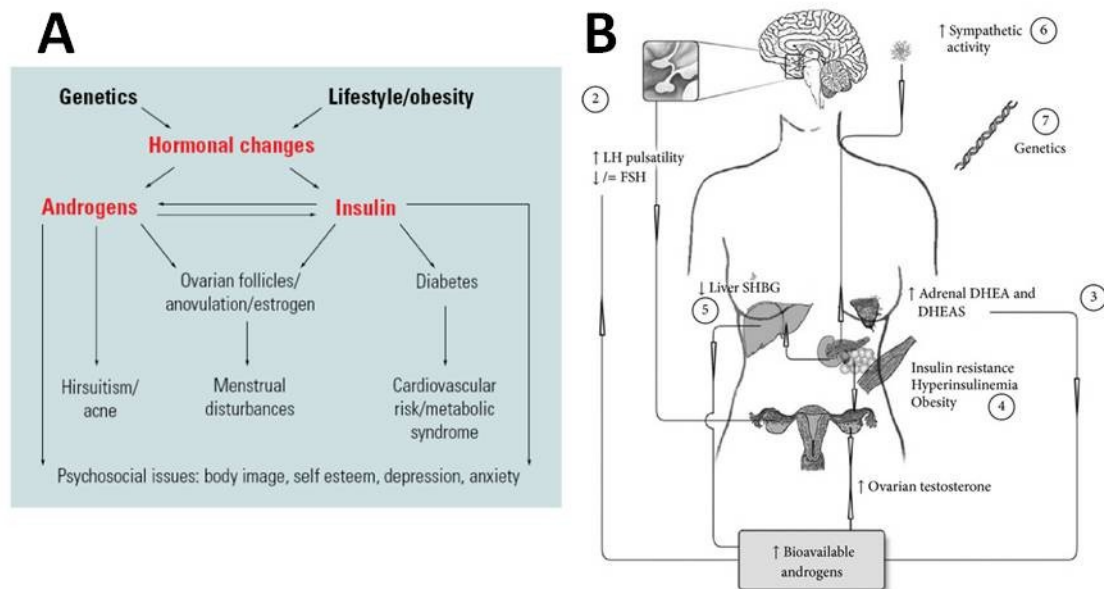 A
Genetics
Lifestyle/obesity
Hormonal changes
Androgens
Insulin
Ovarian follicles/
anovulation/estrogen
Diabetes
Hirsuitism/
acne
Menstrual
disturbances
Cardiovascular
risk/metabolic
syndrome
Psychosocial issues: body image, self esteem, depression, anxiety
B
↑ Sympathetic
activity
6
2
7
Genetics
↑ LH pulsatility
↓/= FSH
↓ Liver SHBG
5
↑ Adrenal DHEA and
DHEAS
3
Insulin resistance
Hyperinsulinemia
Obesity
4
↑ Ovarian testosterone
↑ Bioavailable
androgens